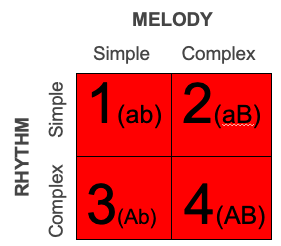 MELODY
Simple Complex
RHYTHM
Simple
1(ab) 2(aB)
Complex
3(Ab) 4(AB)